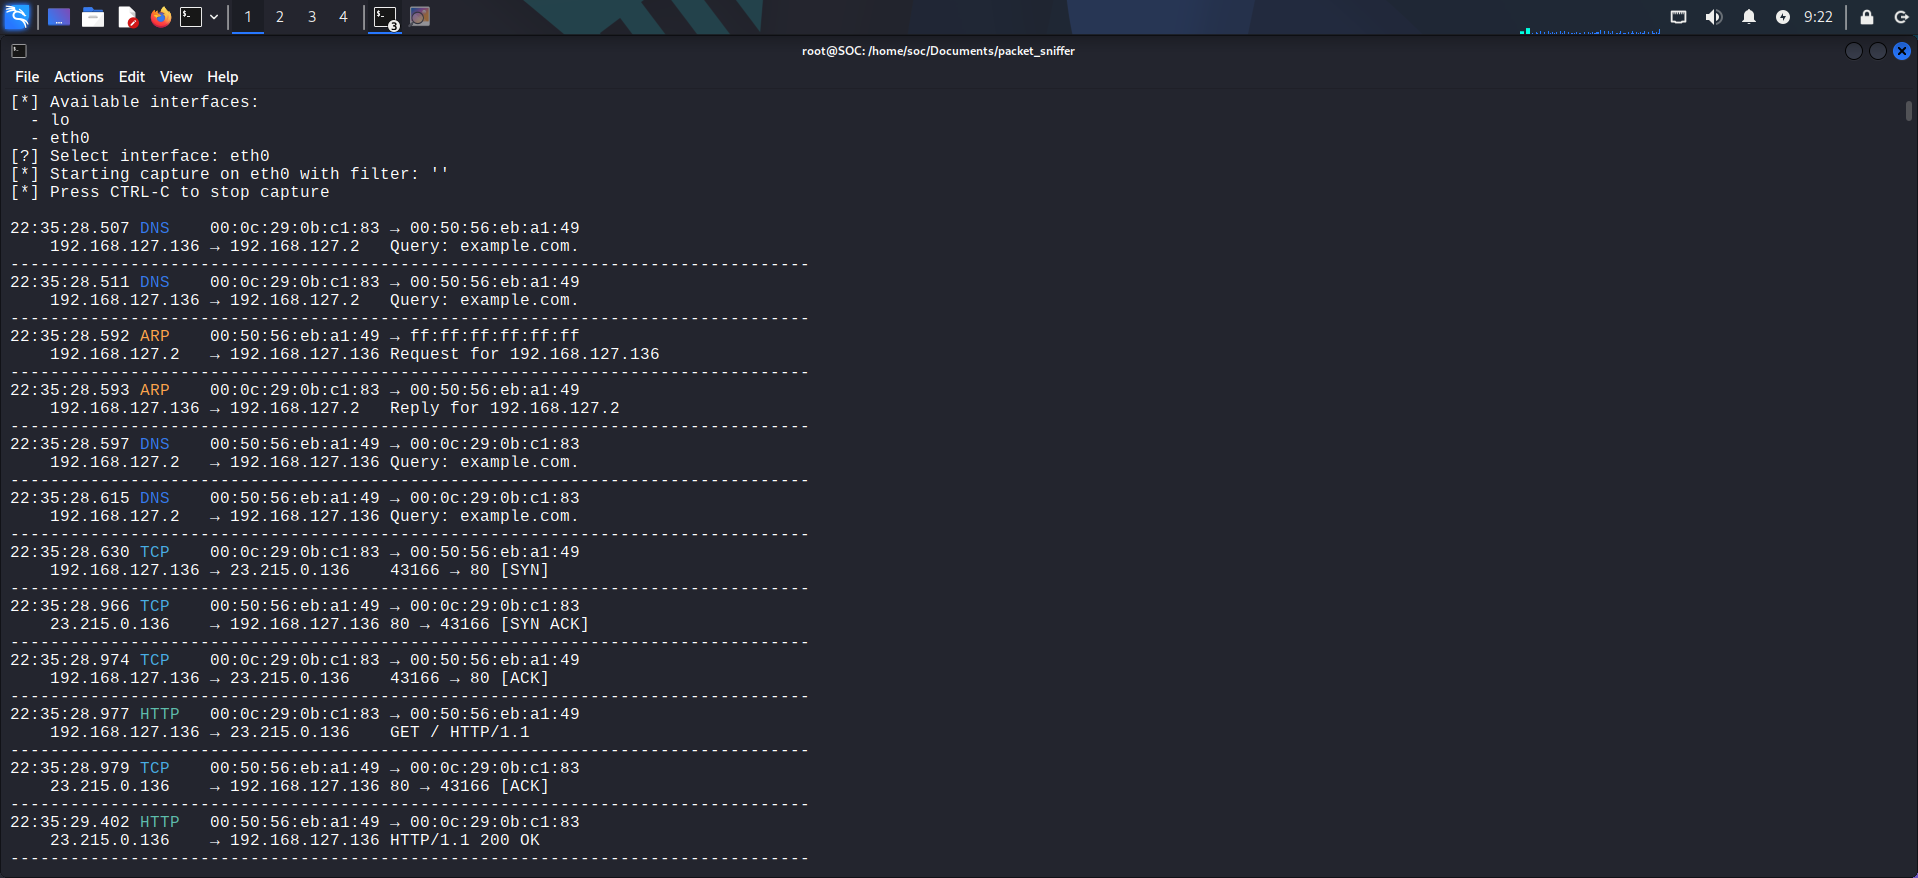 1 2 3 4 3 9:22
root@SOC: /home/soc/Documents/packet_sniffer
File Actions Edit View Help
[*] Available interfaces:
  - lo
  - eth0
[?] Select interface: eth0
[*] Starting capture on eth0 with filter: ''
[*] Press CTRL-C to stop capture
22:35:28.507 DNS    00:0c:29:0b:c1:83 → 00:50:56:eb:a1:49
    192.168.127.136 → 192.168.127.2   Query: example.com.
--------------------------------------------------------------------------------
22:35:28.511 DNS    00:0c:29:0b:c1:83 → 00:50:56:eb:a1:49
    192.168.127.136 → 192.168.127.2   Query: example.com.
--------------------------------------------------------------------------------
22:35:28.592 ARP    00:50:56:eb:a1:49 → ff:ff:ff:ff:ff:ff
    192.168.127.2   → 192.168.127.136 Request for 192.168.127.136
--------------------------------------------------------------------------------
22:35:28.593 ARP    00:0c:29:0b:c1:83 → 00:50:56:eb:a1:49
    192.168.127.136 → 192.168.127.2   Reply for 192.168.127.2
--------------------------------------------------------------------------------
22:35:28.597 DNS    00:50:56:eb:a1:49 → 00:0c:29:0b:c1:83
    192.168.127.2   → 192.168.127.136 Query: example.com.
--------------------------------------------------------------------------------
22:35:28.615 DNS    00:50:56:eb:a1:49 → 00:0c:29:0b:c1:83
    192.168.127.2   → 192.168.127.136 Query: example.com.
--------------------------------------------------------------------------------
22:35:28.630 TCP    00:0c:29:0b:c1:83 → 00:50:56:eb:a1:49
    192.168.127.136 → 23.215.0.136    43166 → 80 [SYN]
--------------------------------------------------------------------------------
22:35:28.966 TCP    00:50:56:eb:a1:49 → 00:0c:29:0b:c1:83
    23.215.0.136    → 192.168.127.136 80 → 43166 [SYN ACK]
--------------------------------------------------------------------------------
22:35:28.974 TCP    00:0c:29:0b:c1:83 → 00:50:56:eb:a1:49
    192.168.127.136 → 23.215.0.136    43166 → 80 [ACK]
--------------------------------------------------------------------------------
22:35:28.977 HTTP   00:0c:29:0b:c1:83 → 00:50:56:eb:a1:49
    192.168.127.136 → 23.215.0.136    GET / HTTP/1.1
--------------------------------------------------------------------------------
22:35:28.979 TCP    00:50:56:eb:a1:49 → 00:0c:29:0b:c1:83
    23.215.0.136    → 192.168.127.136 80 → 43166 [ACK]
--------------------------------------------------------------------------------
22:35:29.402 HTTP   00:50:56:eb:a1:49 → 00:0c:29:0b:c1:83
    23.215.0.136    → 192.168.127.136 HTTP/1.1 200 OK
--------------------------------------------------------------------------------